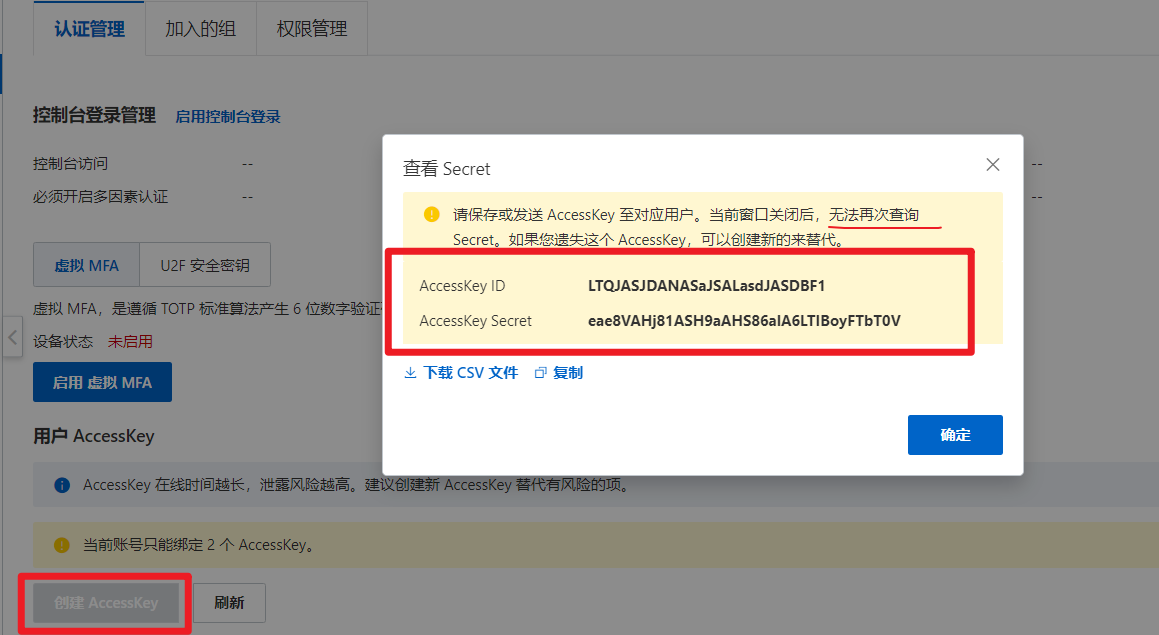 认证管理 加入的组 权限管理
控制台登录管理 启用控制台登录
控制台访问 -- --
必须开启多因素认证 -- --
查看 Secret
请保存或发送 AccessKey 至对应用户。当前窗口关闭后，无法再次查询
Secret。如果您遗失这个 AccessKey，可以创建新的来替代。
AccessKey ID LTQJASJDANASaJSALasdJASDBF1
AccessKey Secret eae8VAHj81ASH9aAHS86alA6LTIBoyFTbT0V
下载 CSV 文件 复制
确定
虚拟 MFA U2F 安全密钥
虚拟 MFA，是遵循 TOTP 标准算法产生 6 位数字验证
设备状态 未启用
启用 虚拟 MFA
用户 AccessKey
AccessKey 在线时间越长，泄露风险越高。建议创建新 AccessKey 替代有风险的项。
当前账号只能绑定 2 个 AccessKey。
创建 AccessKey 刷新